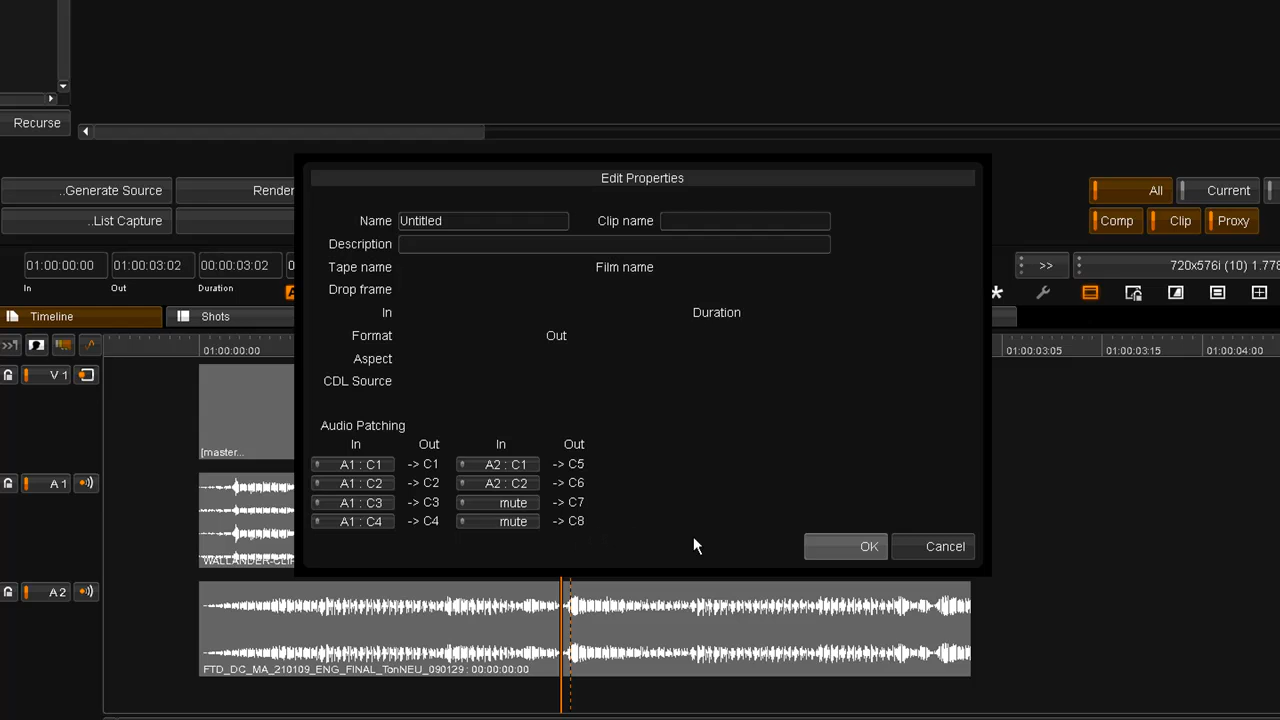 Recurse
Edit Properties
..Generate Source
Render
All
Current
Name
Untitled
Clip name
..List Capture
Comp
Clip
Proxy
Description
01:00:00:00
01:00:03:02
00:00:03:02
Tape name
Film name
>>
720x576i (10) 1.778
In
Out
Duration
Drop frame
Timeline
Shots
In
Duration
Format
Out
01:00:00:00
01:00:03:05
01:00:03:15
01:00:04:00
Aspect
V 1
CDL Source
Audio Patching
In
Out
In
Out
[master...
A1 : C1
-> C1
A2 : C1
-> C5
A 1
A1 : C2
-> C2
A2 : C2
-> C6
A1 : C3
-> C3
mute
-> C7
A1 : C4
-> C4
mute
-> C8
OK
Cancel
WALLANDER-CLIP
A 2
FTD_DC_MA_210109_ENG_FINAL_TonNEU_090129 : 00:00:00:00